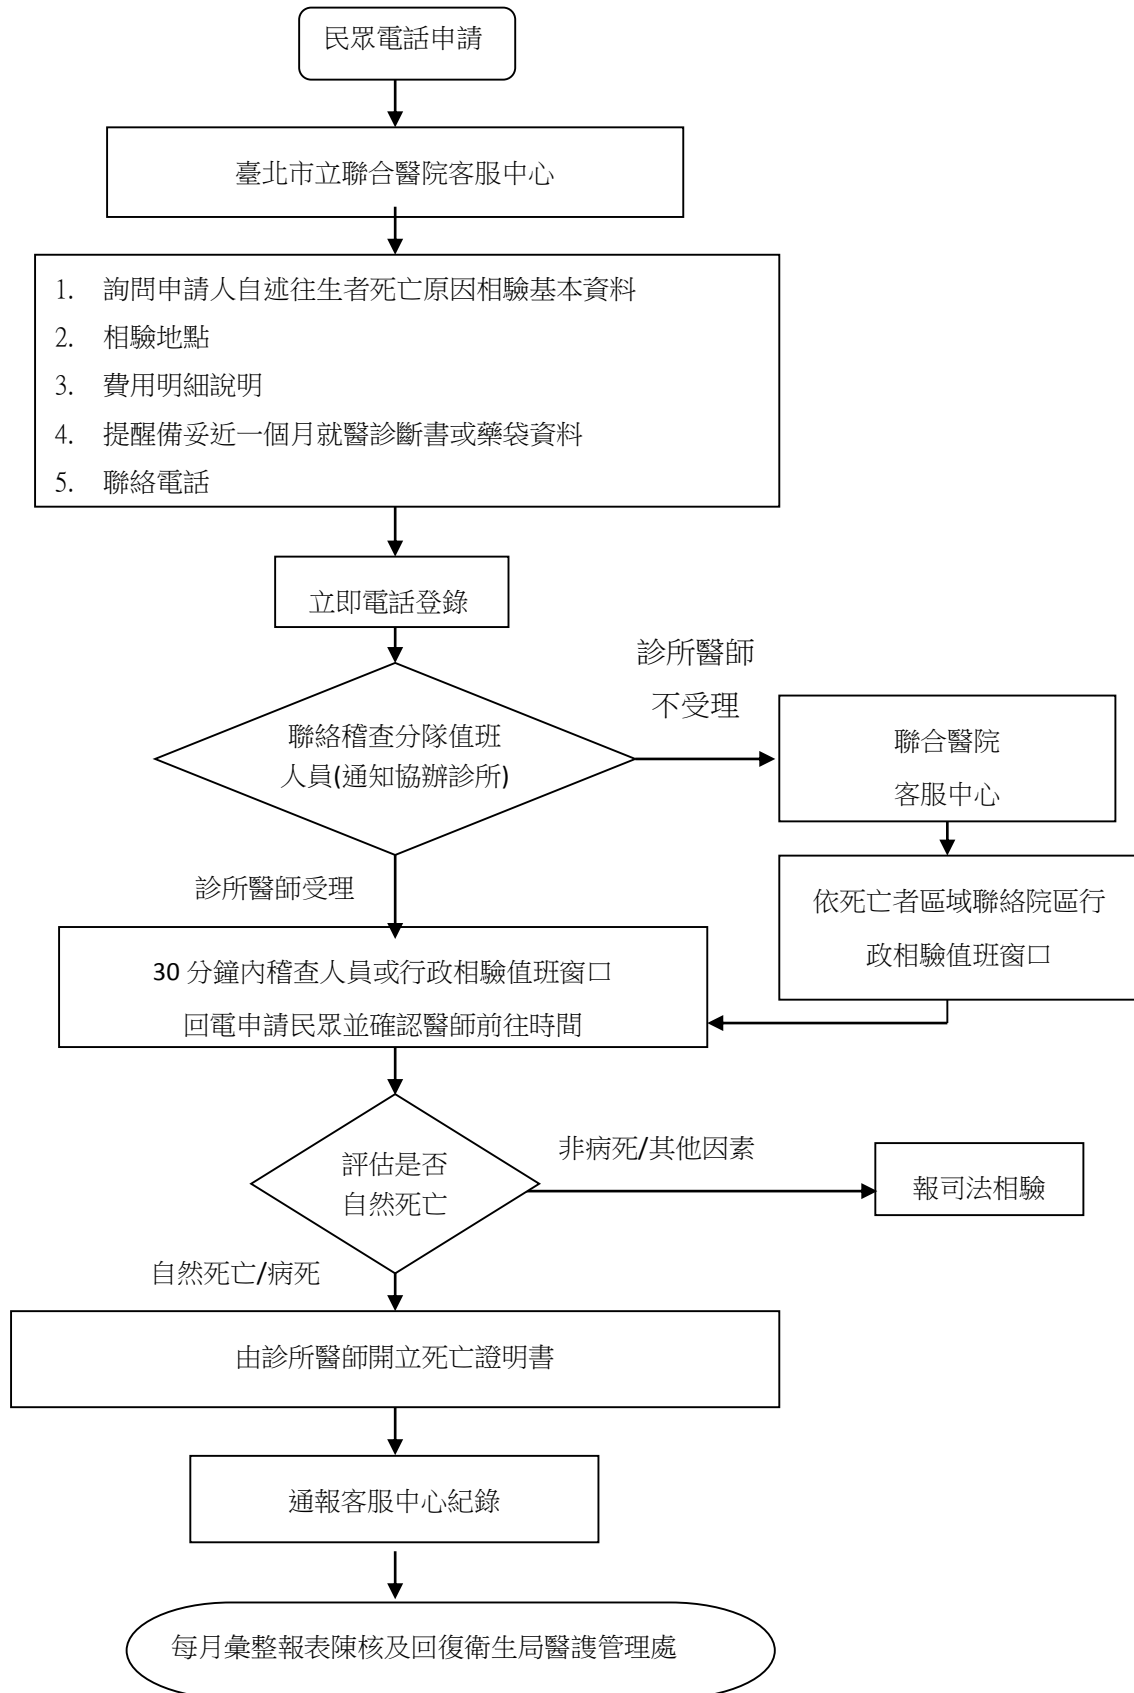 民眾電話申請
臺北市立聯合醫院客服中心
1. 詢問申請人自述往生者死亡原因相驗基本資料
2. 相驗地點
3. 費用明細說明
4. 提醒備妥近一個月就醫診斷書或藥袋資料
5. 聯絡電話
立即電話登錄
診所醫師
不受理
聯絡稽查分隊值班
人員(通知協辦診所)
聯合醫院
客服中心
診所醫師受理
依死亡者區域聯絡院區行
政相驗值班窗口
30 分鐘內稽查人員或行政相驗值班窗口
回電申請民眾並確認醫師前往時間
評估是否
自然死亡
非病死/其他因素
報司法相驗
自然死亡/病死
由診所醫師開立死亡證明書
通報客服中心紀錄
每月彙整報表陳核及回復衛生局醫護管理處